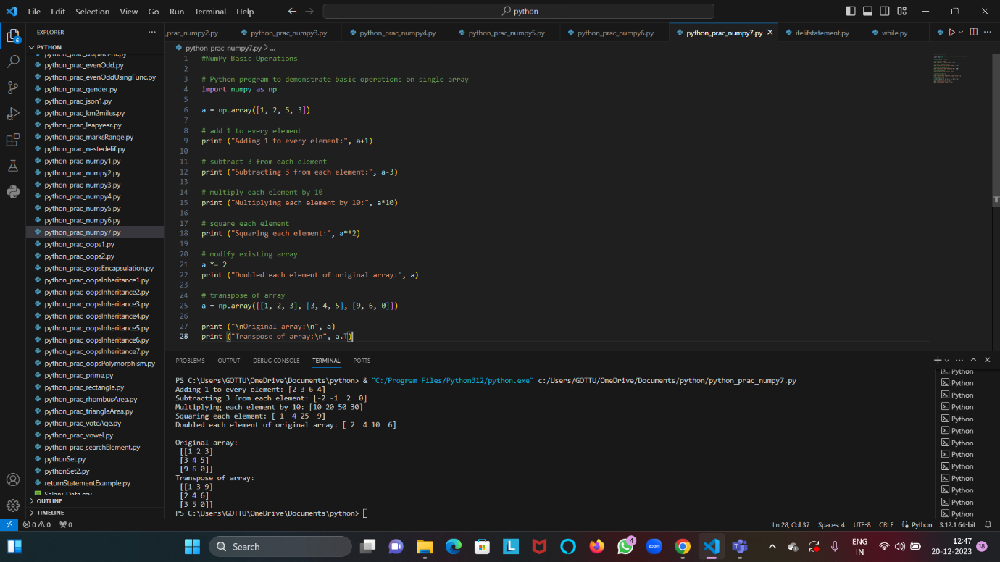 File Edit Selection View Go Run Terminal Help
python
EXPLORER
PYTHON
python_prac_displacent.py
python_prac_evenOdd.py
python_prac_evenOddUsingFunc.py
python_prac_gender.py
python_prac_json1.py
python_prac_km2miles.py
python_prac_leapyear.py
python_prac_marksRange.py
python_prac_nestedelif.py
python_prac_numpy1.py
python_prac_numpy2.py
python_prac_numpy3.py
python_prac_numpy4.py
python_prac_numpy5.py
python_prac_numpy6.py
python_prac_numpy7.py
python_prac_oops1.py
python_prac_oops2.py
python_prac_oopsEncapsulation.py
python_prac_oopsInheritance1.py
python_prac_oopsInheritance2.py
python_prac_oopsInheritance3.py
python_prac_oopsInheritance4.py
python_prac_oopsInheritance5.py
python_prac_oopsInheritance6.py
python_prac_oopsInheritance7.py
python_prac_oopsPolymorphism.py
python_prac_prime.py
python_prac_rectangle.py
python_prac_rhombusArea.py
python_prac_triangleArea.py
python_prac_voteAge.py
python_prac_vowel.py
python-prac_searchElement.py
pythonSet.py
pythonSet2.py
returnStatementExample.py
Salary_Data.csv
OUTLINE
TIMELINE
_prac_numpy2.py python_prac_numpy3.py python_prac_numpy4.py python_prac_numpy5.py python_prac_numpy6.py python_prac_numpy7.py ifelifstatement.py while.py
python_prac_numpy7.py > ...
1 #NumPy Basic Operations
2
3 # Python program to demonstrate basic operations on single array
4 import numpy as np
5
6 a = np.array([1, 2, 5, 3])
7
8 # add 1 to every element
9 print ("Adding 1 to every element:", a+1)
10
11 # subtract 3 from each element
12 print ("Subtracting 3 from each element:", a-3)
13
14 # multiply each element by 10
15 print ("Multiplying each element by 10:", a*10)
16
17 # square each element
18 print ("Squaring each element:", a**2)
19
20 # modify existing array
21 a *= 2
22 print ("Doubled each element of original array:", a)
23
24 # transpose of array
25 a = np.array([[1, 2, 3], [3, 4, 5], [9, 6, 0]])
26
27 print ("\nOriginal array:\n", a)
28 print ("Transpose of array:\n", a.T)
PROBLEMS OUTPUT DEBUG CONSOLE TERMINAL PORTS
PS C:\Users\GOTTU\OneDrive\Documents\python> & "C:/Program Files/Python312/python.exe" c:/Users/GOTTU/OneDrive/Documents/python/python_prac_numpy7.py
Adding 1 to every element: [2 3 6 4]
Subtracting 3 from each element: [-2 -1  2  0]
Multiplying each element by 10: [10 20 50 30]
Squaring each element: [ 1  4 25  9]
Doubled each element of original array: [ 2  4 10  6]
Original array:
[[1 2 3]
[3 4 5]
[9 6 0]]
Transpose of array:
[[1 3 9]
[2 4 6]
[3 5 0]]
PS C:\Users\GOTTU\OneDrive\Documents\python>
Python
Python
Python
Python
Python
Python
Python
Python
Python
Python
Python
Python
Python
0 0 0
Ln 28, Col 37 Spaces: 4 UTF-8 CRLF Python 3.12.1 64-bit
6
Search
4
zoom
ENG
IN
12:47
20-12-2023
18